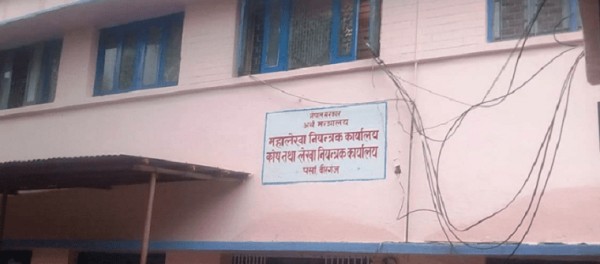 नेपाल सरकार
अर्थ मन्त्रालय
महालेखा नियन्त्रक कार्यालय
कोष तथा लेखा नियन्त्रक कार्यालय
पर्सा, वीरगंज